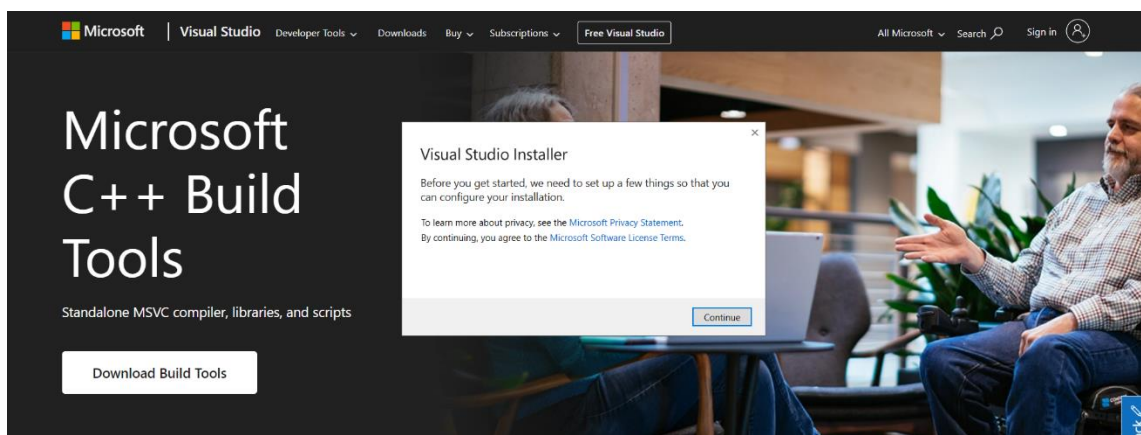 Microsoft | Visual Studio Developer Tools Downloads Buy Subscriptions Free Visual Studio All Microsoft Search Sign in
Microsoft
C++ Build
Tools
Standalone MSVC compiler, libraries, and scripts
Download Build Tools
Visual Studio Installer
Before you get started, we need to set up a few things so that you
can configure your installation.
To learn more about privacy, see the Microsoft Privacy Statement.
By continuing, you agree to the Microsoft Software License Terms.
Continue